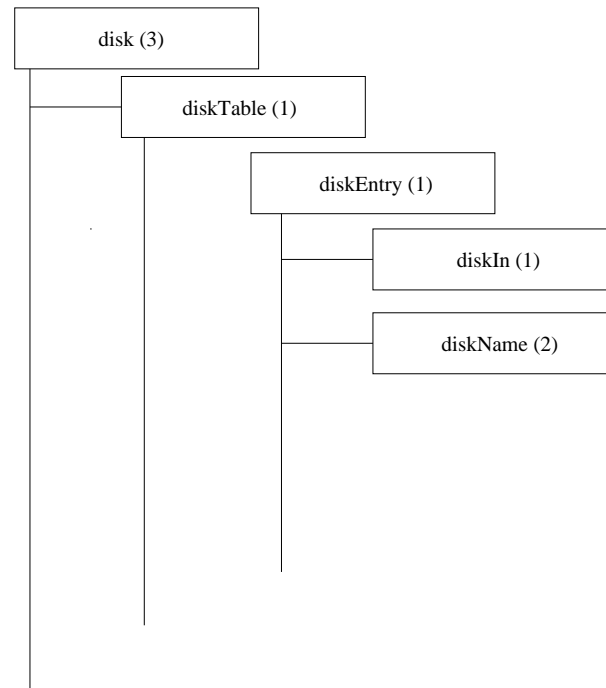 disk (3)
diskTable (1)
diskEntry (1)
diskIn (1)
diskName (2)